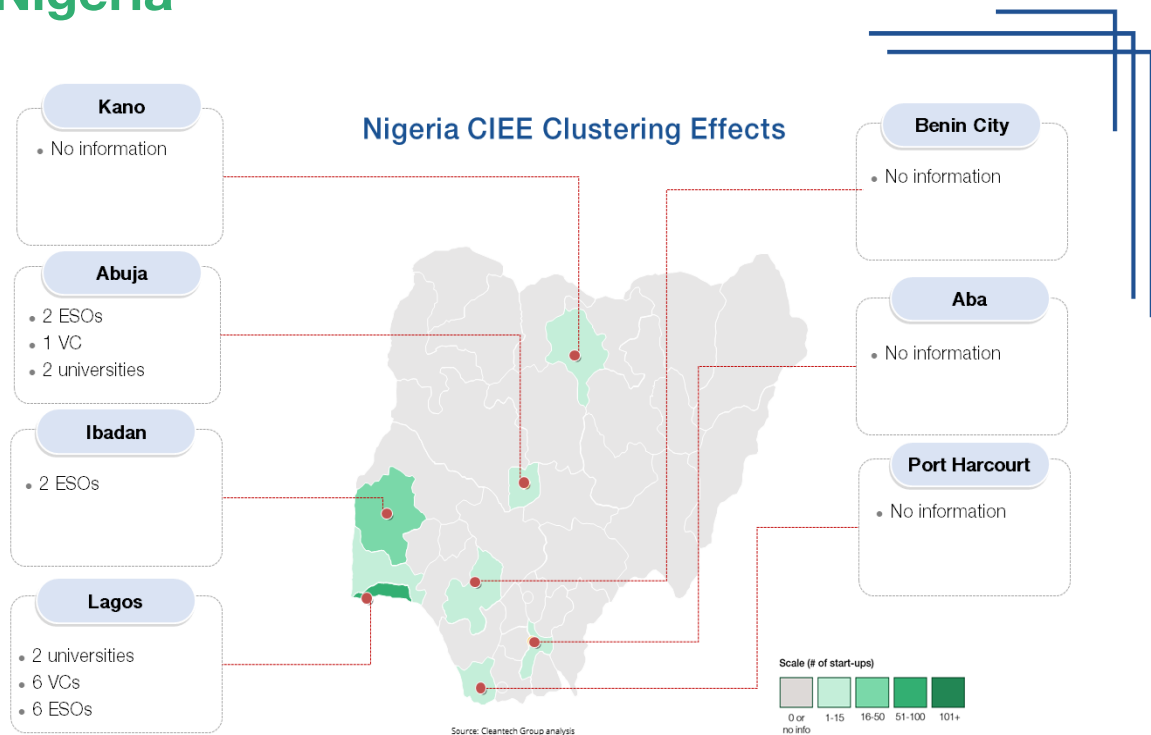 Nigeria
Nigeria CIEE Clustering Effects
Kano
• No information
Abuja
• 2 ESOs
• 1 VC
• 2 universities
Ibadan
• 2 ESOs
Lagos
• 2 universities
• 6 VCs
• 6 ESOs
Benin City
• No information
Aba
• No information
Port Harcourt
• No information
Scale (# of start-ups)
0 or
no info
1-15
16-50
51-100
101+
Source: Cleantech Group analysis